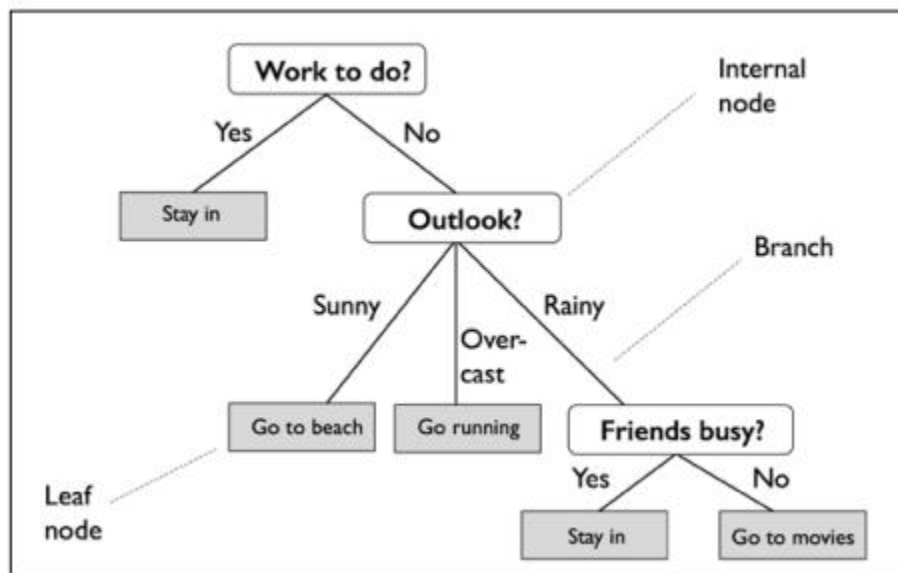 Work to do?
Internal
node
Yes
No
Stay in
Outlook?
Branch
Sunny
Rainy
Over-
cast
Go to beach
Go running
Friends busy?
Yes
No
Leaf
node
Stay in
Go to movies